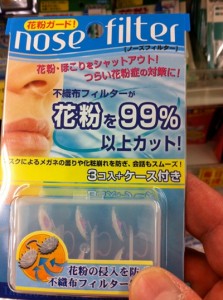 花粉ガード!
nose filter
[ノーズフィルター]
花粉・ほこりをシャットアウト!
つらい花粉症の対策に!
不織布フィルターが
花粉を99%
以上カット!
スクによるメガネの曇りや化粧崩れを防ぎ、会話もスムーズ!
3コ入+ケース付き
花粉の侵入を防
不織布フィルター